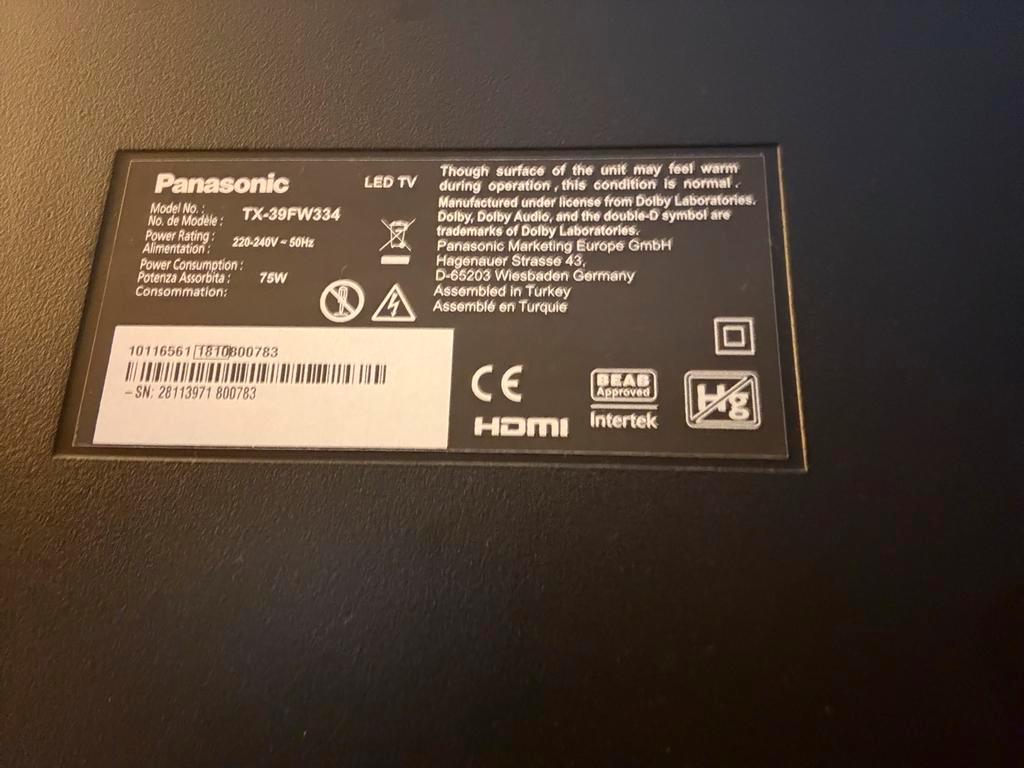 Panasonic
LED TV
Model No. :
No. de Modèle :
TX-39FW334
Power Rating :
Alimentation :
220-240V ~ 50Hz
Power Consumption :
Potenza Assorbita :
Consommation:
75W
Though surface of the unit may feel warm
during operation , this condition is normal .
Manufactured under license from Dolby Laboratories.
Dolby, Dolby Audio, and the double-D symbol are
trademarks of Dolby Laboratories.
Panasonic Marketing Europe GmbH
Hagenauer Strasse 43,
D-65203 Wiesbaden Germany
Assembled in Turkey
Assemblé en Turquie
10116561 1810800783
– SN: 28113971 800783
CE
HDMI
BEAB
Approved
Intertek
Hg